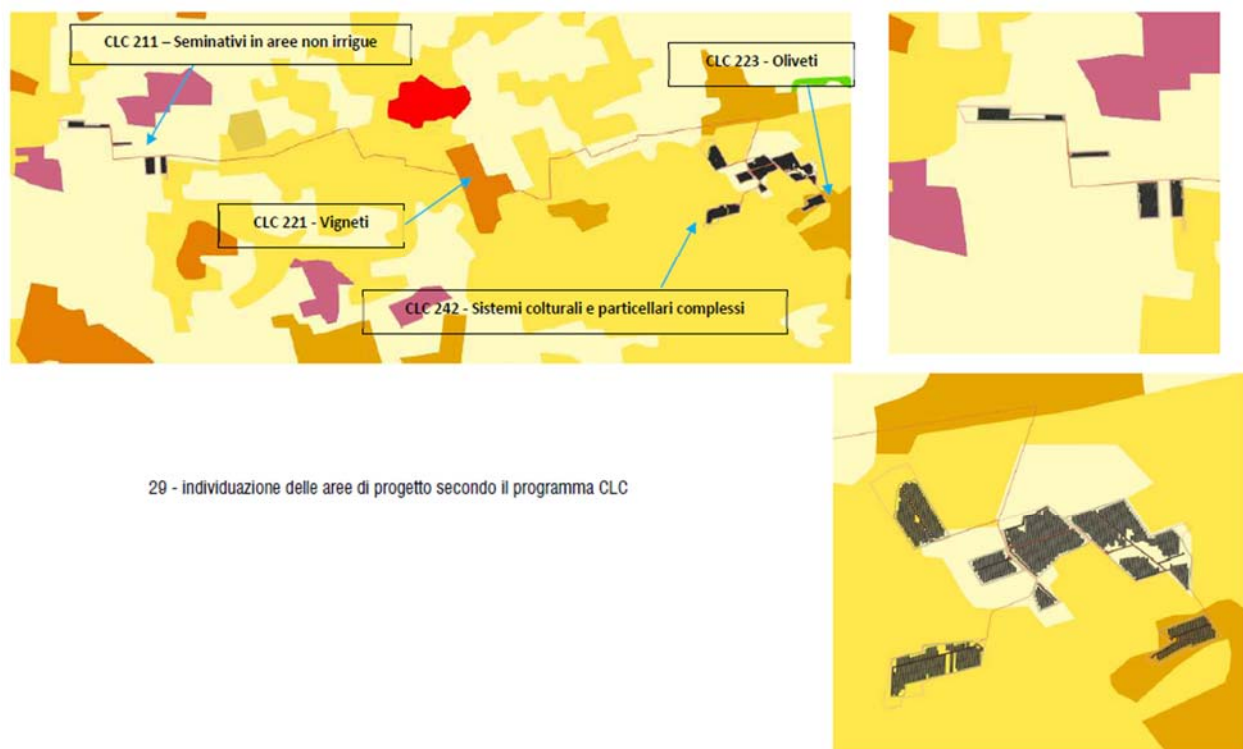 CLC 211 – Seminativi in aree non irrigue
CLC 223 - Oliveti
CLC 221 - Vigneti
CLC 242 - Sistemi colturali e particellari complessi
29 - individuazione delle aree di progetto secondo il programma CLC